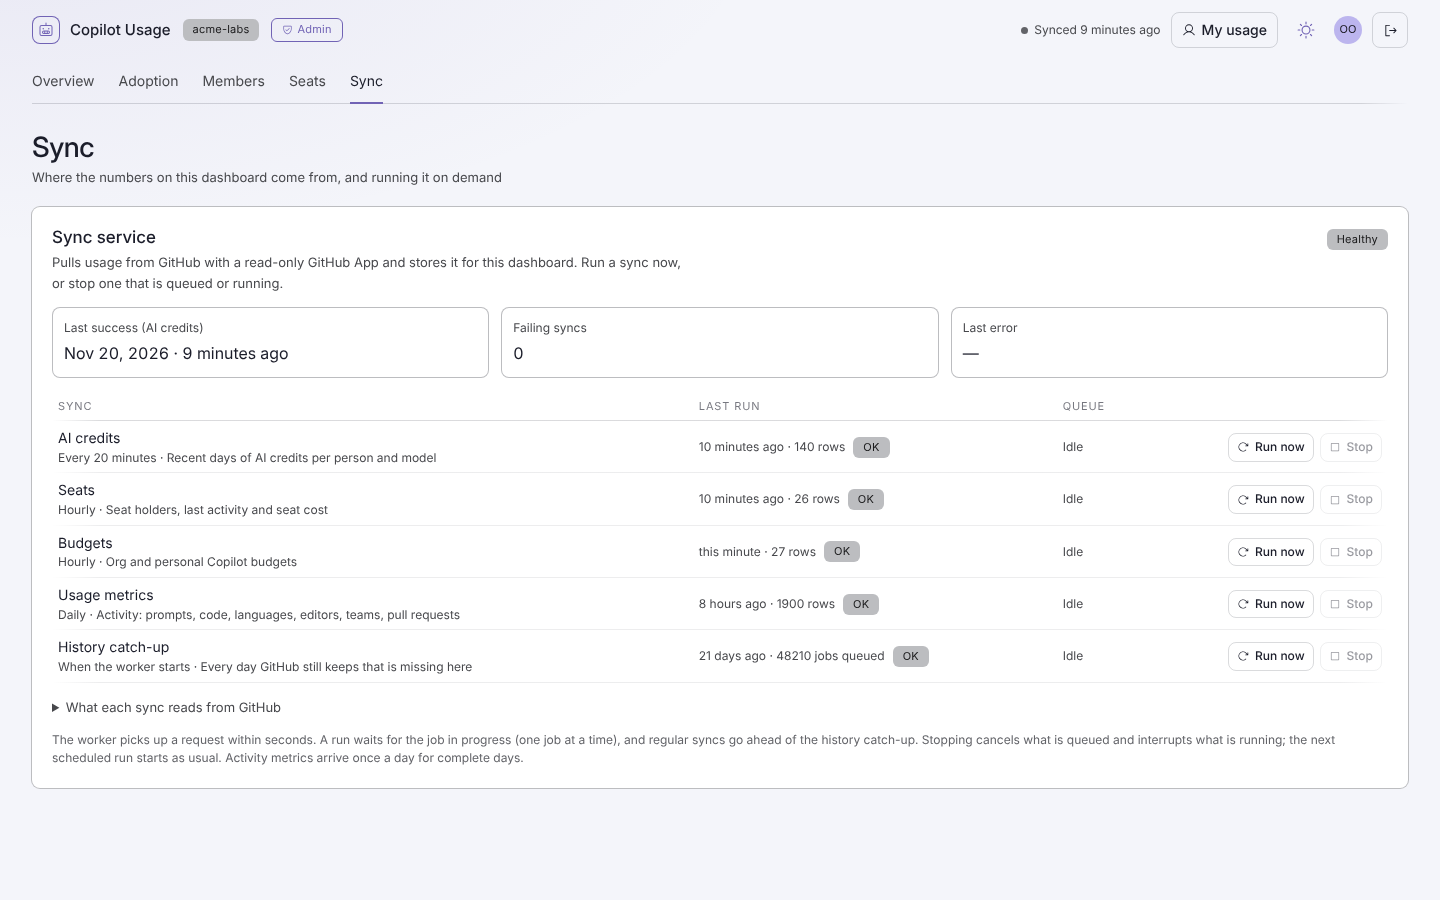 Copilot Usage acme-labs Admin Synced 9 minutes ago My usage OO
Overview Adoption Members Seats Sync
Sync
Where the numbers on this dashboard come from, and running it on demand
Sync service Healthy
Pulls usage from GitHub with a read-only GitHub App and stores it for this dashboard. Run a sync now,
or stop one that is queued or running.
Last success (AI credits) Failing syncs Last error
Nov 20, 2026 · 9 minutes ago 0 —
SYNC LAST RUN QUEUE
AI credits
Every 20 minutes · Recent days of AI credits per person and model
10 minutes ago · 140 rows OK Idle Run now Stop
Seats
Hourly · Seat holders, last activity and seat cost
10 minutes ago · 26 rows OK Idle Run now Stop
Budgets
Hourly · Org and personal Copilot budgets
this minute · 27 rows OK Idle Run now Stop
Usage metrics
Daily · Activity: prompts, code, languages, editors, teams, pull requests
8 hours ago · 1900 rows OK Idle Run now Stop
History catch-up
When the worker starts · Every day GitHub still keeps that is missing here
21 days ago · 48210 jobs queued OK Idle Run now Stop
What each sync reads from GitHub
The worker picks up a request within seconds. A run waits for the job in progress (one job at a time), and regular syncs go ahead of the history catch-up. Stopping cancels what is queued and interrupts what is running; the next
scheduled run starts as usual. Activity metrics arrive once a day for complete days.